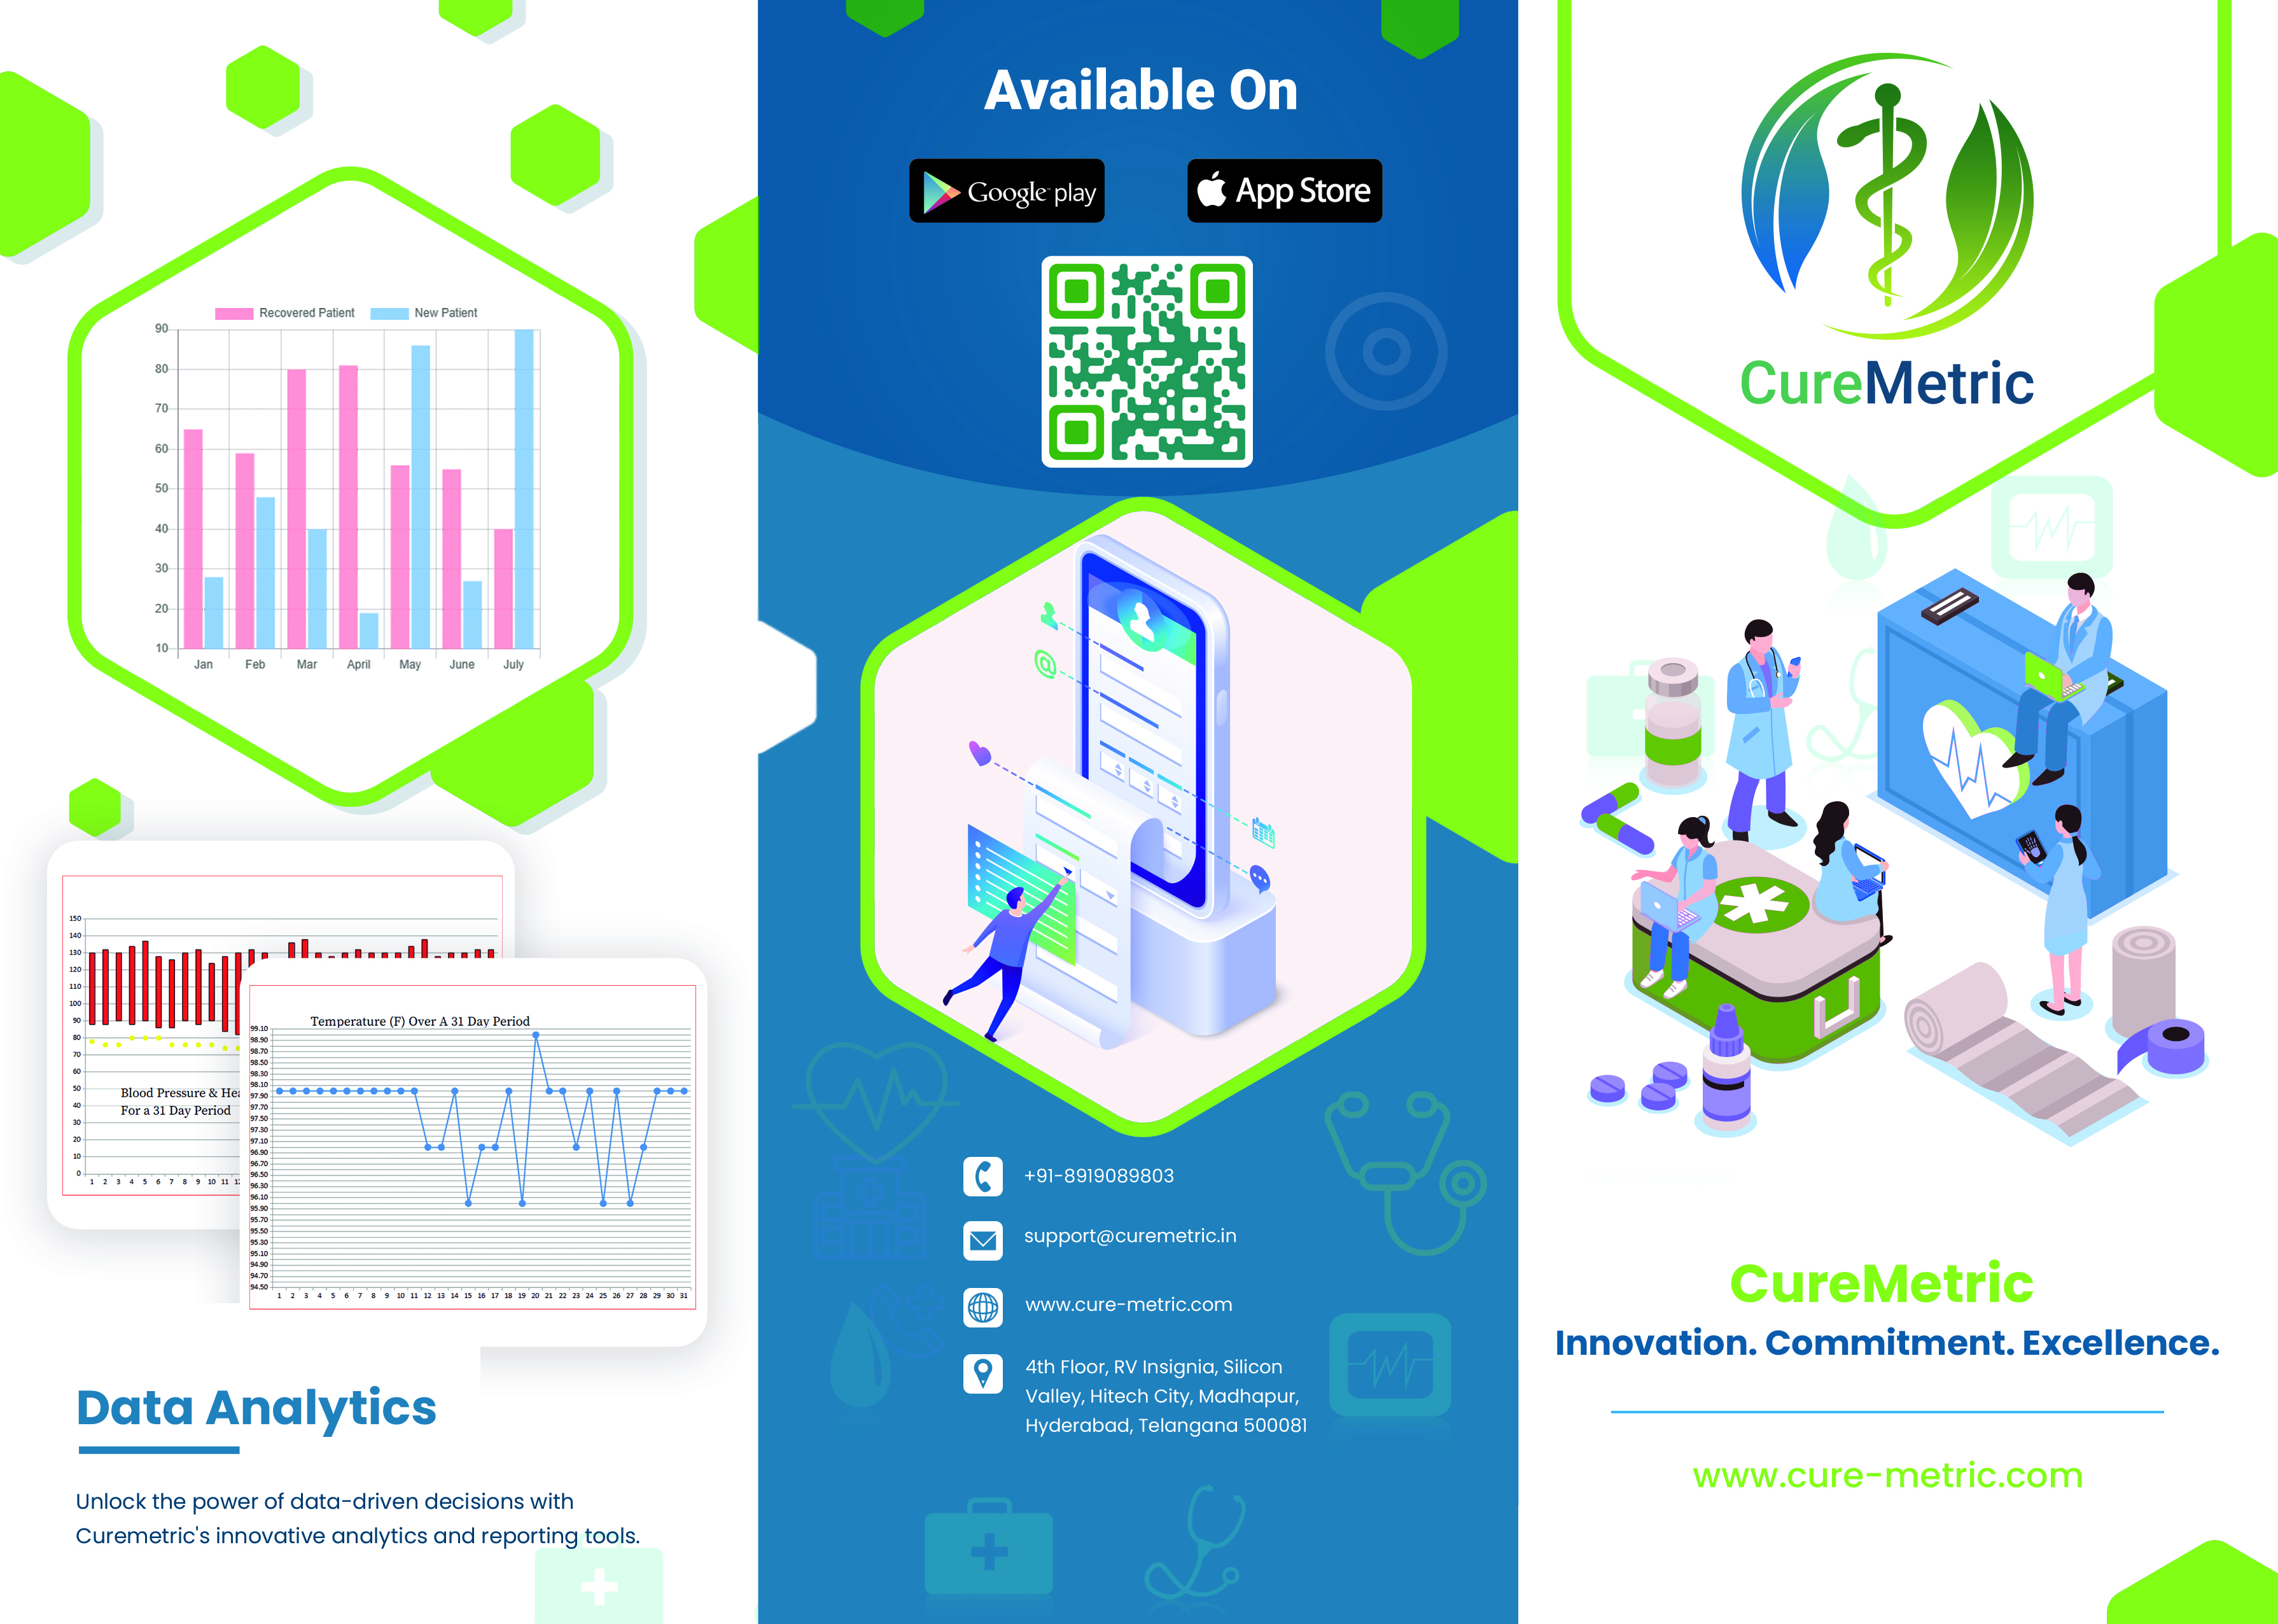 Recovered Patient
New Patient
90
80
70
60
50
40
30
20
10
Jan Feb Mar April May June July
150
140
130
120
110
100
90
80
70
60
50
40
30
20
10
0
Blood Pressure & Hea
For a 31 Day Period
1 2 3 4 5 6 7 8 9 10 11 12
Temperature (F) Over A 31 Day Period
99.10
98.90
98.70
98.50
98.30
98.10
97.90
97.70
97.50
97.30
97.10
96.90
96.70
96.50
96.30
96.10
95.90
95.70
95.50
95.30
95.10
94.90
94.70
94.50
1 2 3 4 5 6 7 8 9 10 11 12 13 14 15 16 17 18 19 20 21 22 23 24 25 26 27 28 29 30 31
Data Analytics
Unlock the power of data-driven decisions with
Curemetric's innovative analytics and reporting tools.
Available On
Google play
App Store
+91-8919089803
support@curemetric.in
www.cure-metric.com
4th Floor, RV Insignia, Silicon
Valley, Hitech City, Madhapur,
Hyderabad, Telangana 500081
CureMetric
CureMetric
Innovation. Commitment. Excellence.
www.cure-metric.com